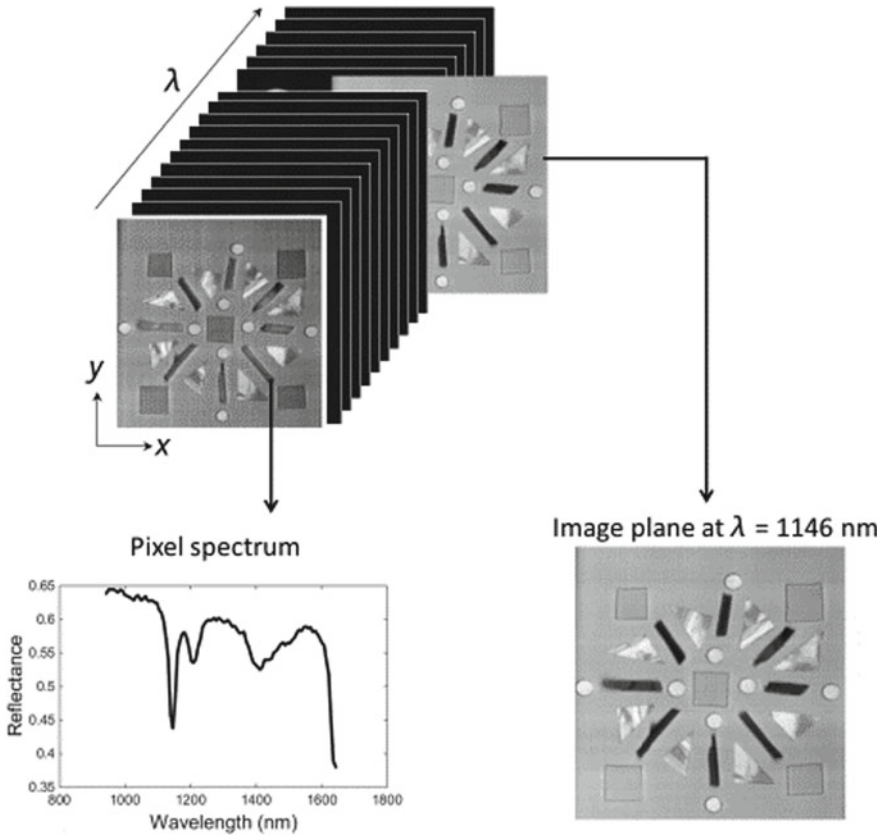 λ
y
x
Pixel spectrum
Image plane at λ = 1146 nm
0.65
0.6
0.55
0.5
0.45
0.4
0.35
Reflectance
800 1000 1200 1400 1600 1800
Wavelength (nm)